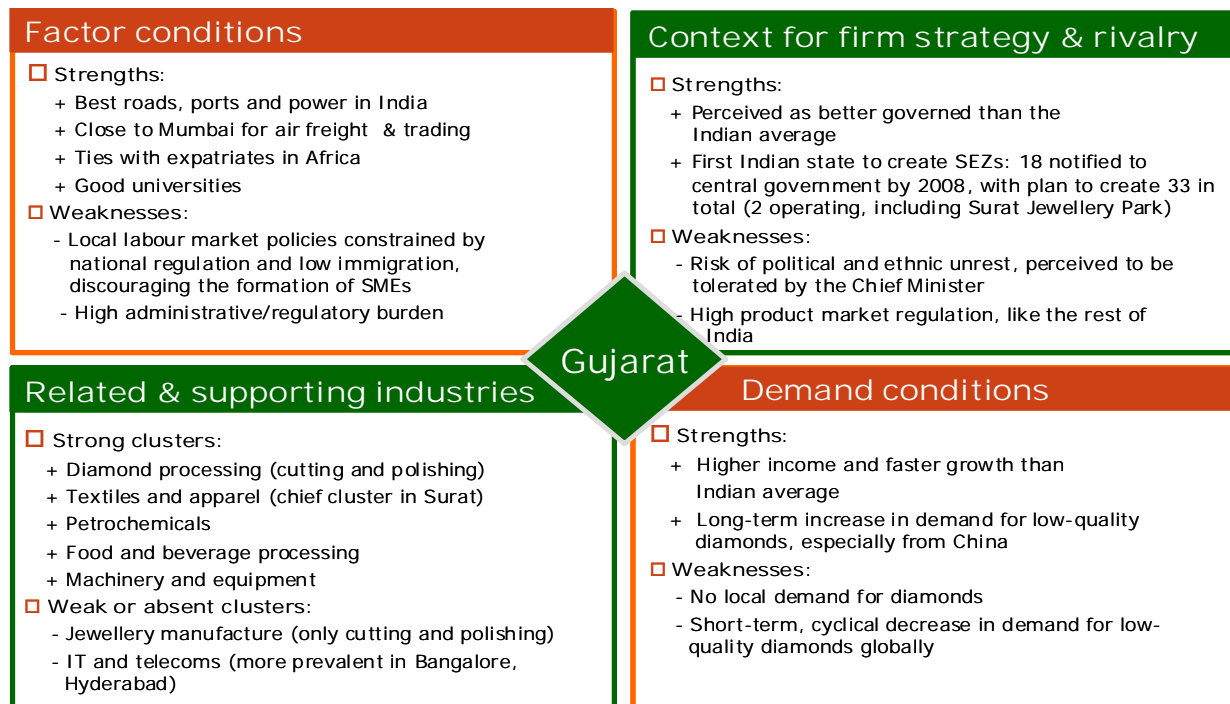 Factor conditions
Strengths:
+ Best roads, ports and power in India
+ Close to Mumbai for air freight & trading
+ Ties with expatriates in Africa
+ Good universities
Weaknesses:
- Local labour market policies constrained by
national regulation and low immigration,
discouraging the formation of SMEs
- High administrative/regulatory burden
Context for firm strategy & rivalry
Strengths:
+ Perceived as better governed than the
Indian average
+ First Indian state to create SEZs: 18 notified to
central government by 2008, with plan to create 33 in
total (2 operating, including Surat Jewellery Park)
Weaknesses:
- Risk of political and ethnic unrest, perceived to be
tolerated by the Chief Minister
- High product market regulation, like the rest of
India
Gujarat
Related & supporting industries
Strong clusters:
+ Diamond processing (cutting and polishing)
+ Textiles and apparel (chief cluster in Surat)
+ Petrochemicals
+ Food and beverage processing
+ Machinery and equipment
Weak or absent clusters:
- Jewellery manufacture (only cutting and polishing)
- IT and telecoms (more prevalent in Bangalore,
Hyderabad)
Demand conditions
Strengths:
+ Higher income and faster growth than
Indian average
+ Long-term increase in demand for low-quality
diamonds, especially from China
Weaknesses:
- No local demand for diamonds
- Short-term, cyclical decrease in demand for low-
quality diamonds globally